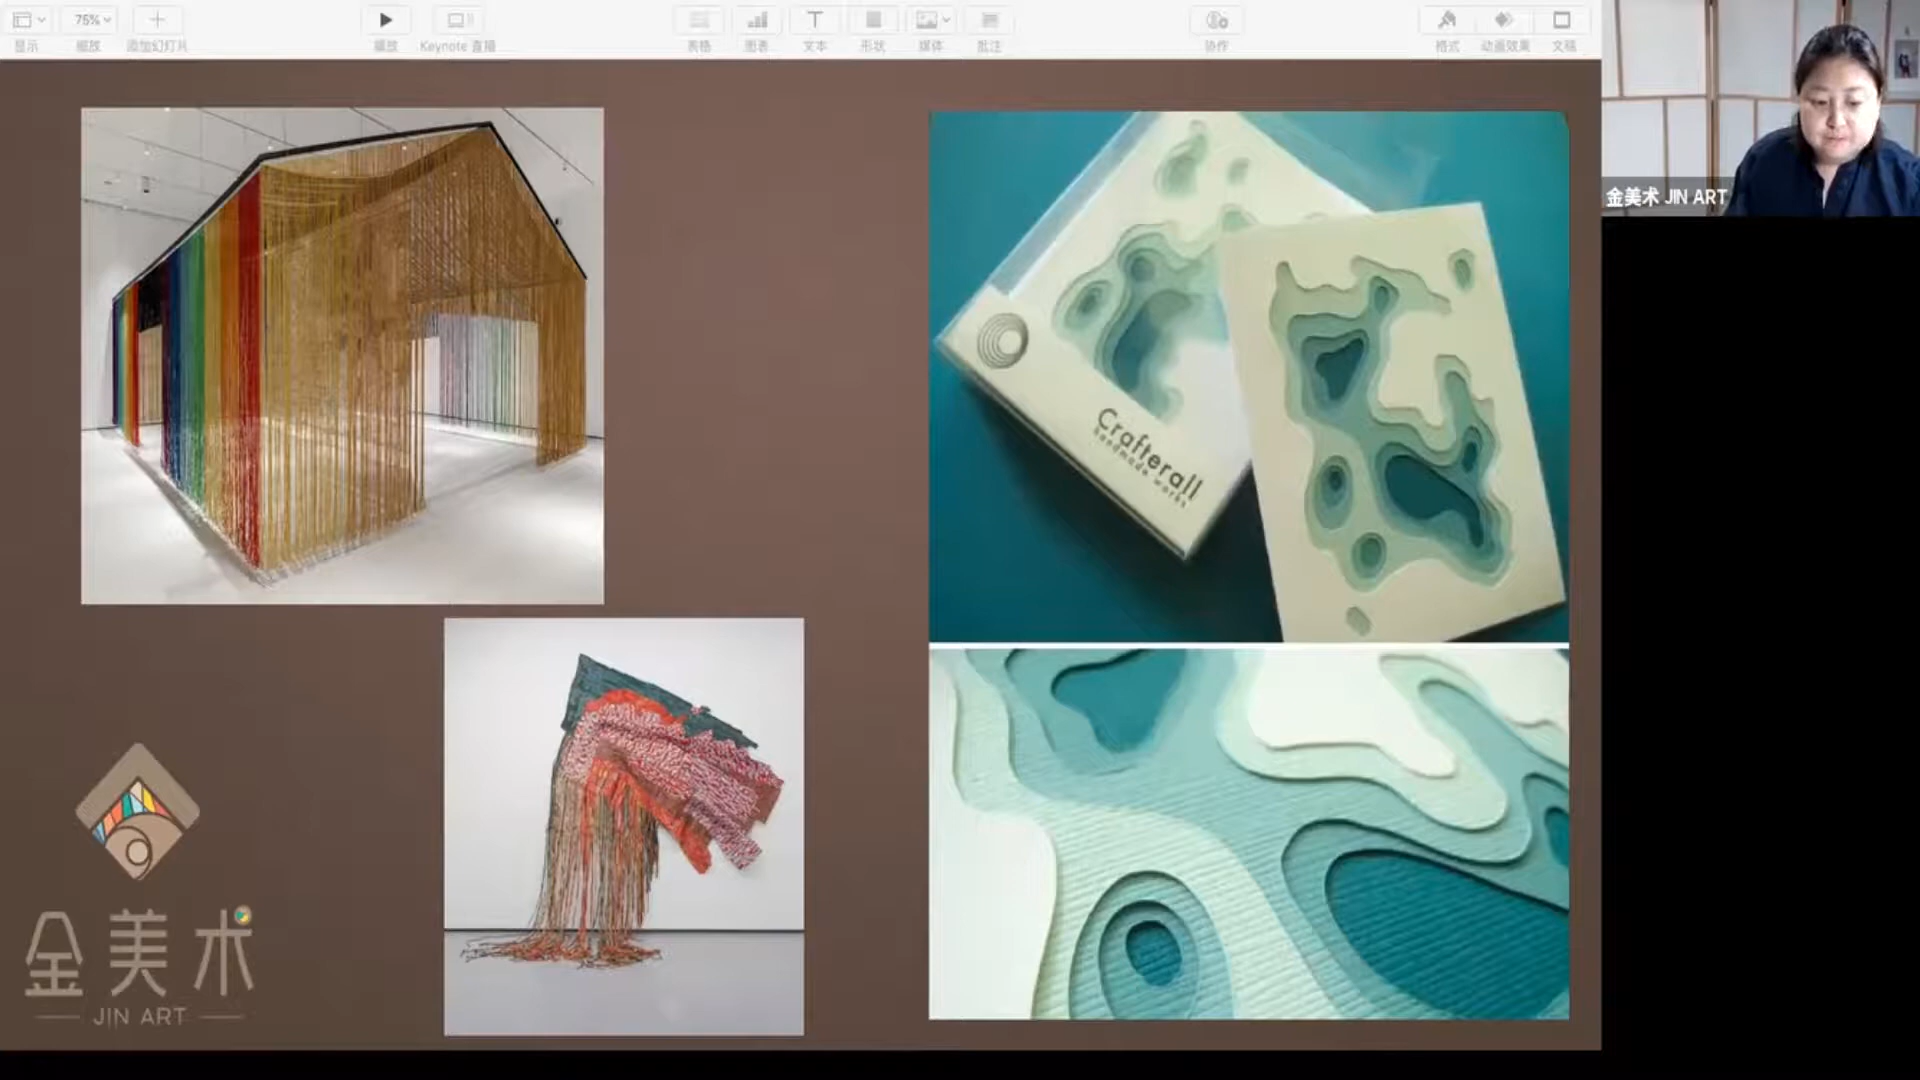 75%
显示
缩放
添加幻灯片
播放
Keynote 直播
表格
图表
文本
形状
媒体
批注
协作
格式
动画效果
文稿
金美术 JIN ART
Crafterall
handmade works
金美术
JIN ART